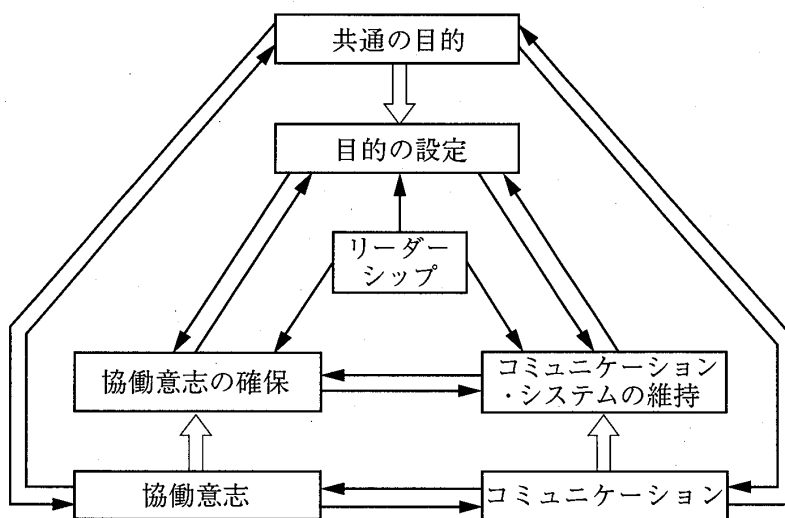 共通の目的
目的の設定
リーダー
シップ
協働意志の確保
コミュニケーション
・システムの維持
協働意志
コミュニケーション